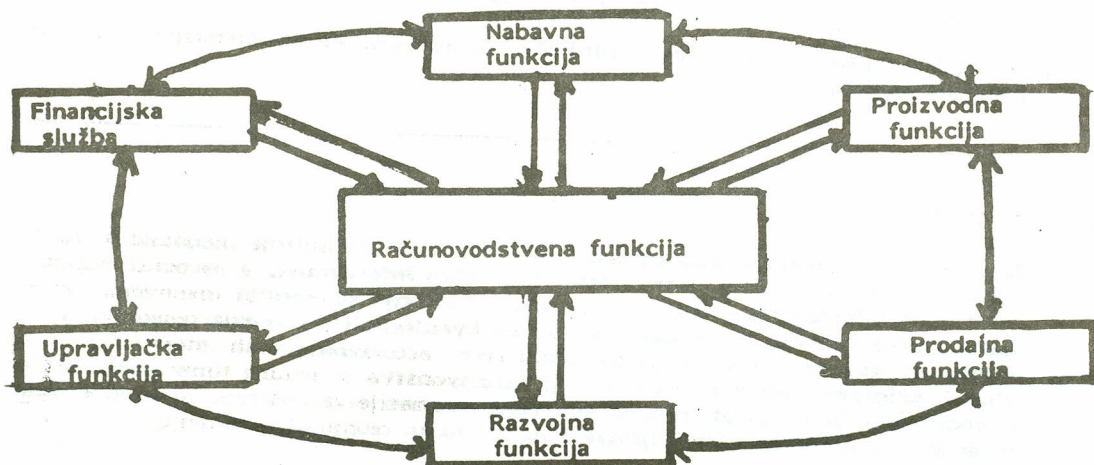 Nabavna
funkcija
Financijska
služba
Proizvodna
funkcija
Računovodstvena funkcija
Upravljačka
funkcija
Prodajna
funkcija
Razvojna
funkcija